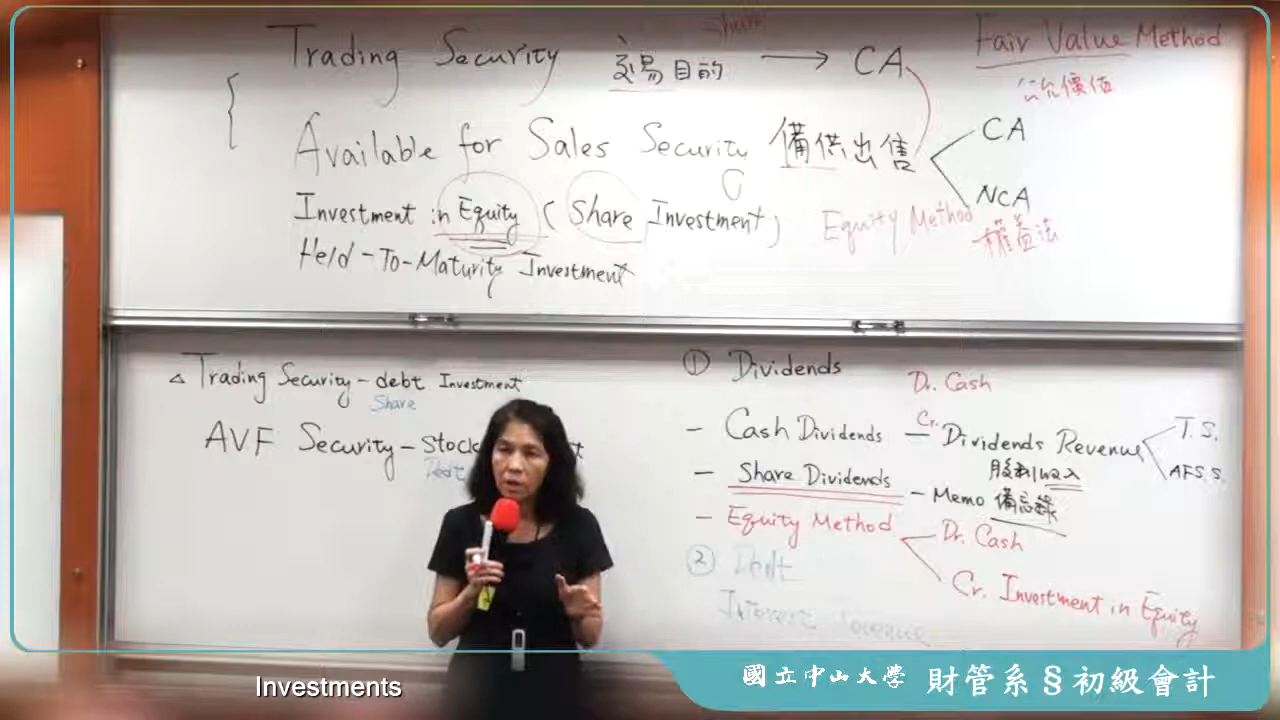 Trading Security 交易目的 → CA
Fair Value Method
公允價值
Available for Sales Security 備供出售
CA
NCA
Investment in Equity (Share Investment)
Equity Method
權益法
Held-To-Maturity Investment
△ Trading Security - debt Investment
Share
AVF Security - Stock
Debt
① Dividends
Dr. Cash
- Cash Dividends — Cr. Dividends Revenue
T.S.
AFS.S.
股利收入
- Share Dividends - Memo 備忘錄
- Equity Method
Dr. Cash
Cr. Investment in Equity
② Debt
Interest revenue
Investments
國立中山大學 財管系§初級會計